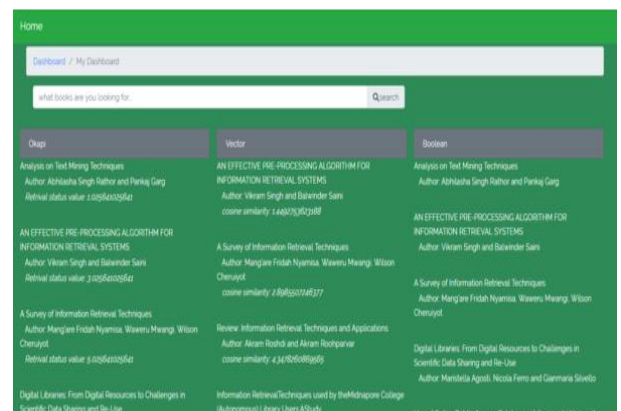 Home
Dashboard / My Dashboard
what books are you looking for..
search
Okapi
Analysis on Text Mining Techniques
Author: Abhilasha Singh Rathor and Pankaj Garg
Retrival status value: 1.025641025641
AN EFFECTIVE PRE-PROCESSING ALGORITHM FOR
INFORMATION RETRIEVAL SYSTEMS
Author: Vikram Singh and Balwinder Saini
Retrival status value: 3.025641025641
A Survey of Information Retrieval Techniques
Author: Mang'are Fridah Nyamisa, Waweru Mwangi, Wilson
Cheruiyot
Retrival status value: 5.025641025641
Digital Libraries: From Digital Resources to Challenges in
Scientific Data Sharing and Re-Use
Vector
AN EFFECTIVE PRE-PROCESSING ALGORITHM FOR
INFORMATION RETRIEVAL SYSTEMS
Author: Vikram Singh and Balwinder Saini
cosine similarity: 1.4492753623188
A Survey of Information Retrieval Techniques
Author: Mang'are Fridah Nyamisa, Waweru Mwangi, Wilson
Cheruiyot
cosine similarity: 2.8985507246377
Review: Information Retrieval Techniques and Applications
Author: Akram Roshdi and Akram Roohparvar
cosine similarity: 4.3478260869565
Information RetrievalTechniques used by theMidnapore College
(Autonomous) Library Users AStudy
Boolean
Analysis on Text Mining Techniques
Author: Abhilasha Singh Rathor and Pankaj Garg
AN EFFECTIVE PRE-PROCESSING ALGORITHM FOR
INFORMATION RETRIEVAL SYSTEMS
Author: Vikram Singh and Balwinder Saini
A Survey of Information Retrieval Techniques
Author: Mang'are Fridah Nyamisa, Waweru Mwangi, Wilson
Cheruiyot
Digital Libraries: From Digital Resources to Challenges in
Scientific Data Sharing and Re-Use
Author: Maristella Agosti, Nicola Ferro and Gianmaria Silvello